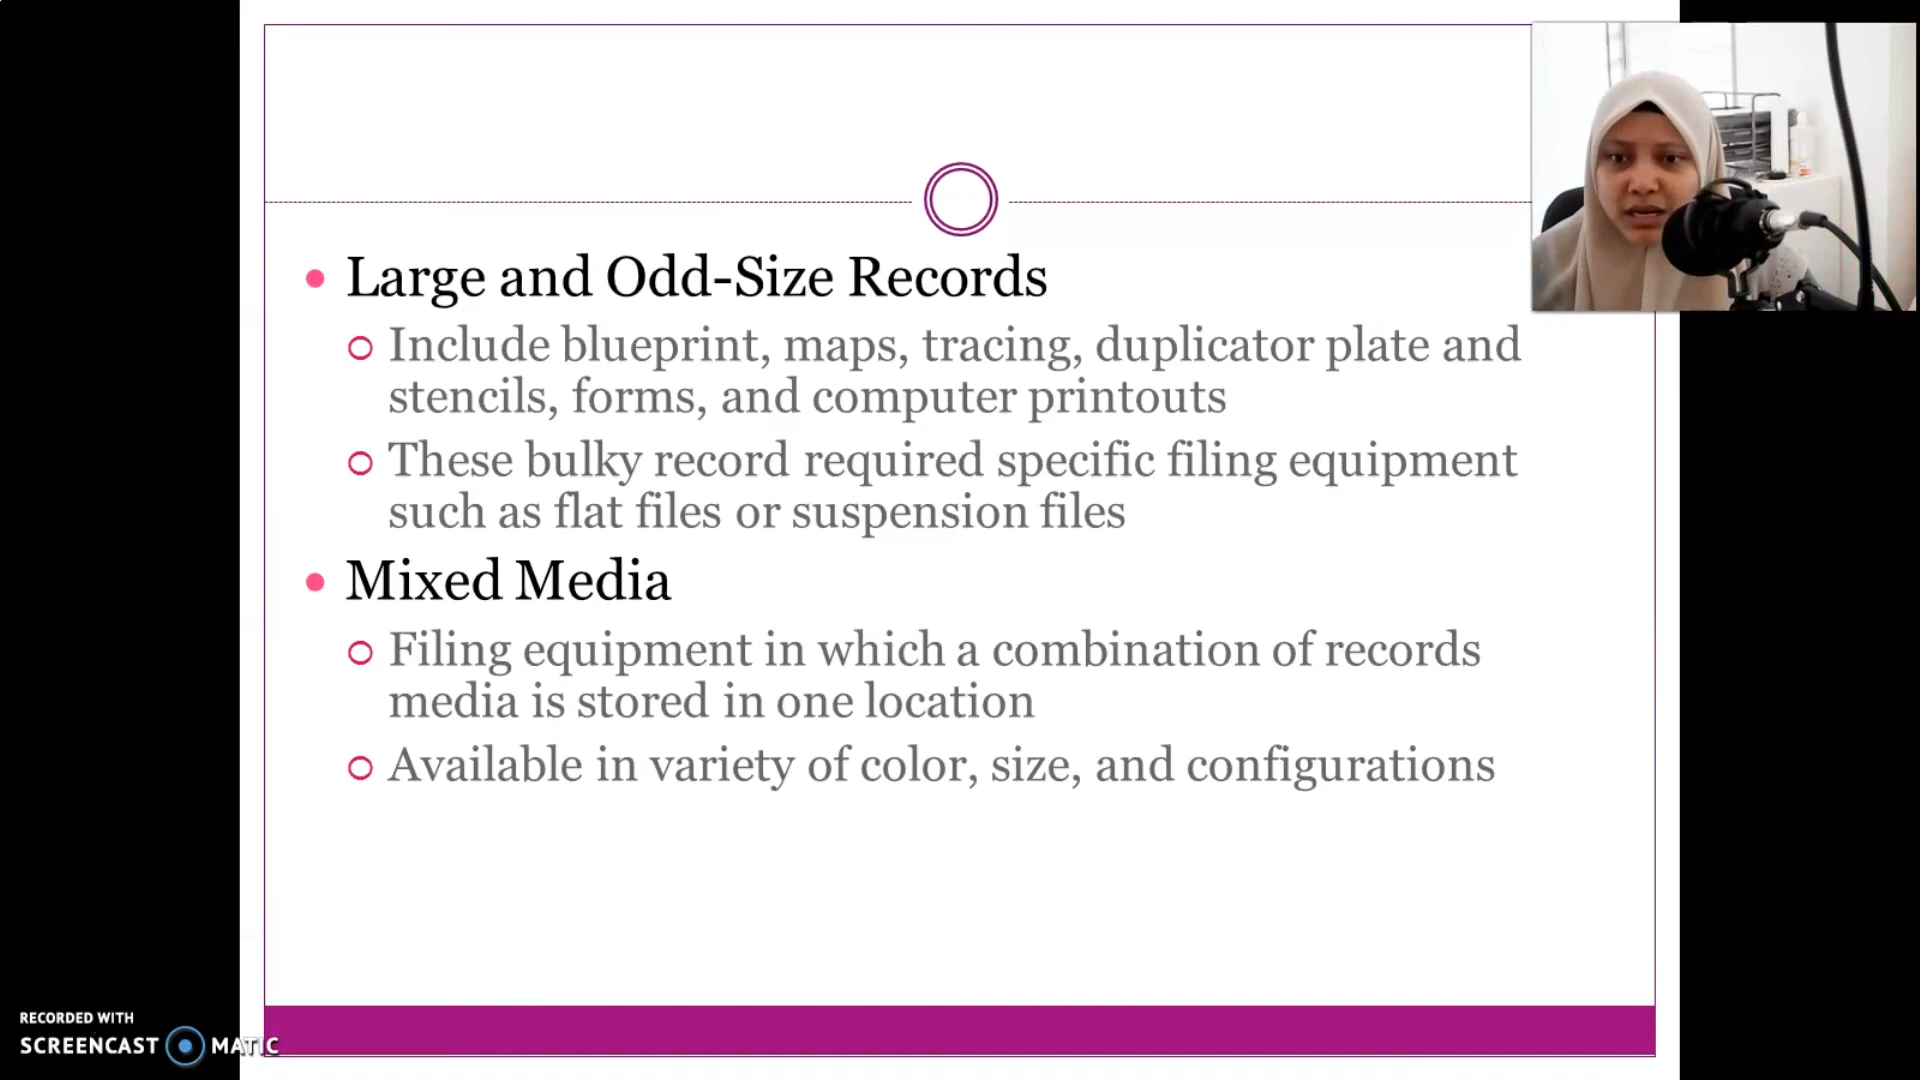 Large and Odd-Size Records
Include blueprint, maps, tracing, duplicator plate and
stencils, forms, and computer printouts
These bulky record required specific filing equipment
such as flat files or suspension files
Mixed Media
Filing equipment in which a combination of records
media is stored in one location
Available in variety of color, size, and configurations
RECORDED WITH
SCREENCAST MATIC